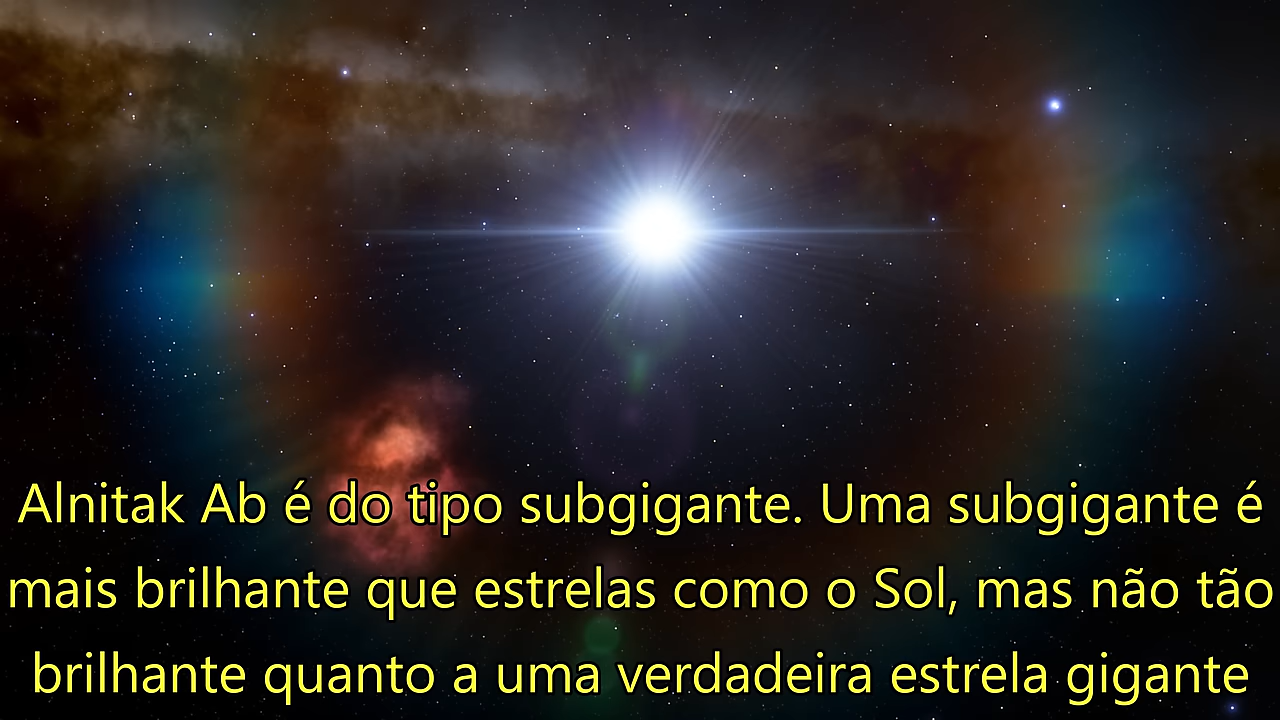 Alnitak Ab é do tipo subgigante. Uma subgigante é
mais brilhante que estrelas como o Sol, mas não tão
brilhante quanto a uma verdadeira estrela gigante